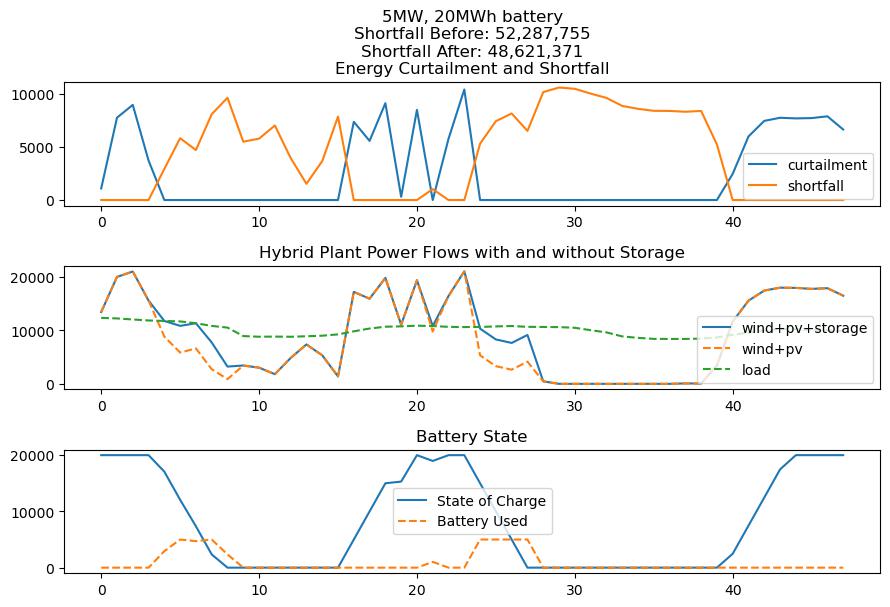 5MW, 20MWh battery
Shortfall Before: 52,287,755
Shortfall After: 48,621,371
Energy Curtailment and Shortfall
10000
5000
0
curtailment
shortfall
0 10 20 30 40
Hybrid Plant Power Flows with and without Storage
20000
10000
0
wind+pv+storage
wind+pv
load
0 10 20 30 40
Battery State
20000
10000
0
State of Charge
Battery Used
0 10 20 30 40